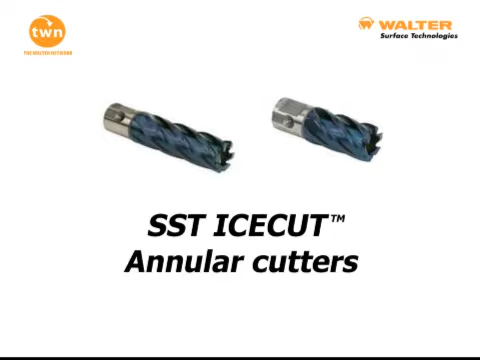 twn
THE WALTER NETWORK
WALTER
Surface Technologies
SST ICECUT™
Annular cutters